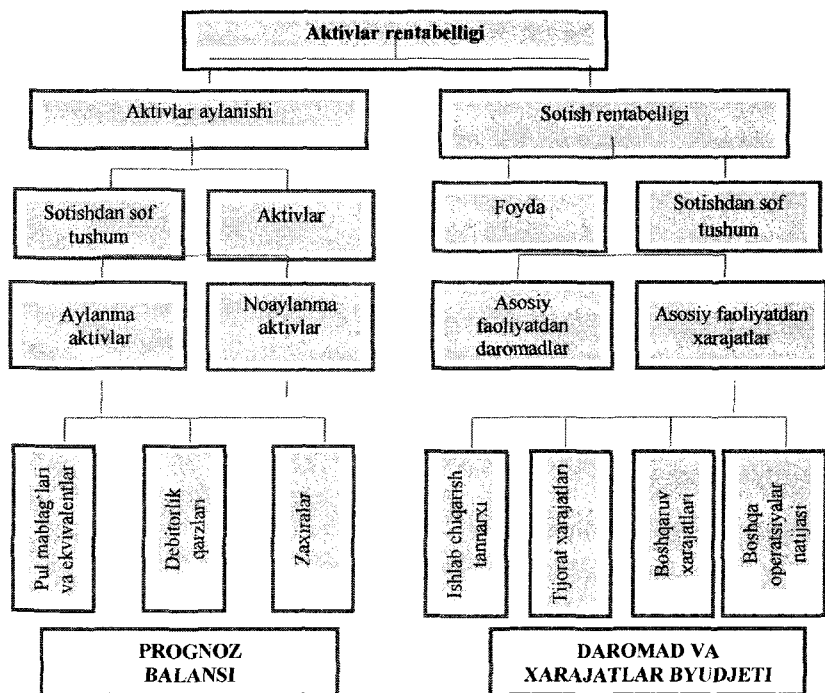 Aktivlar rentabelligi
Aktivlar aylanishi
Sotish rentabelligi
Sotishdan sof
tushum
Aktivlar
Foyda
Sotishdan sof
tushum
Aylanma
aktivlar
Noaylanma
aktivlar
Asosiy
faoliyatdan
daromadlar
Asosiy faoliyatdan
xarajatlar
Pul mablag'lari
va ekvivalentlar
Debitorlik
qarzlari
Zaxiralar
Ishlab chiqarish
tannarxi
Tijorat xarajatlari
Boshqaruv
xarajatlari
Boshqa
operatsiyalar
natijasi
PROGNOZ
BALANSI
DAROMAD VA
XARAJATLAR BYUDJETI